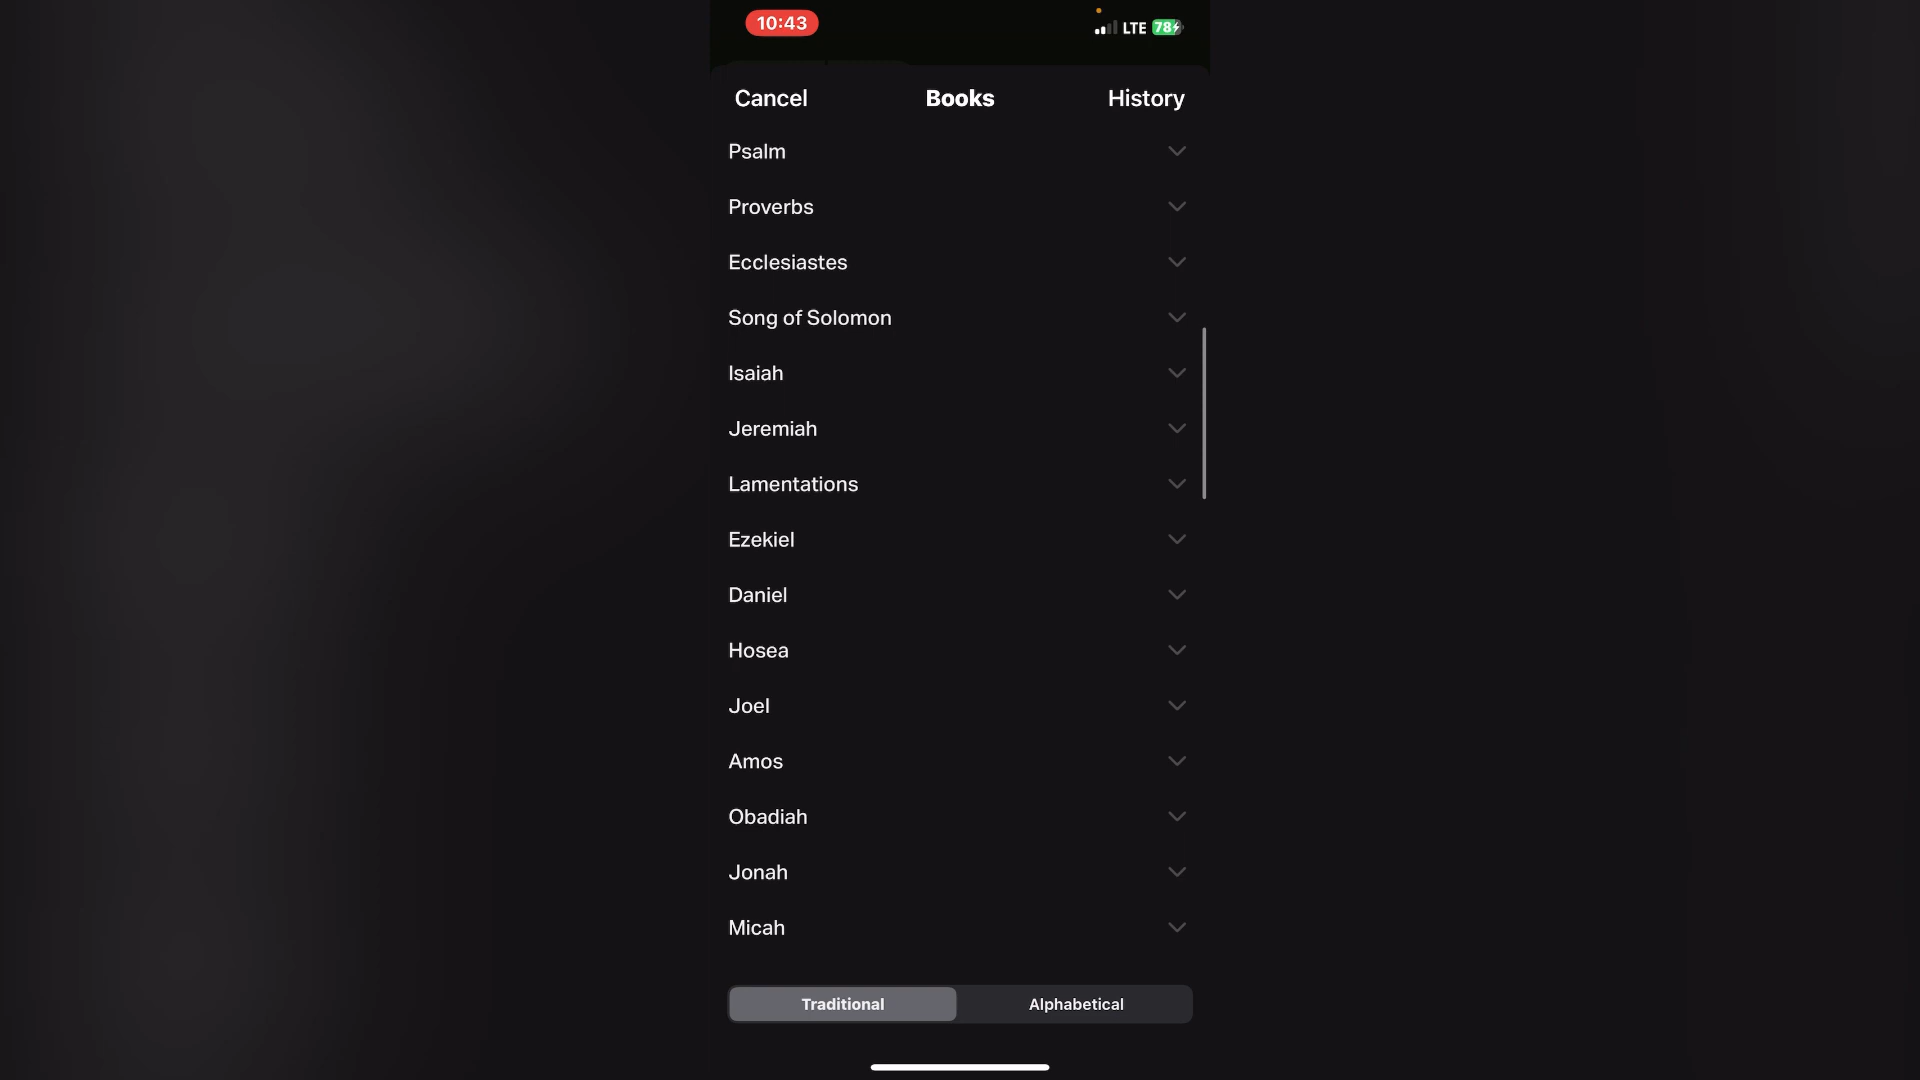 10:43 LTE 78
Cancel Books History
Psalm
Proverbs
Ecclesiastes
Song of Solomon
Isaiah
Jeremiah
Lamentations
Ezekiel
Daniel
Hosea
Joel
Amos
Obadiah
Jonah
Micah
Traditional Alphabetical